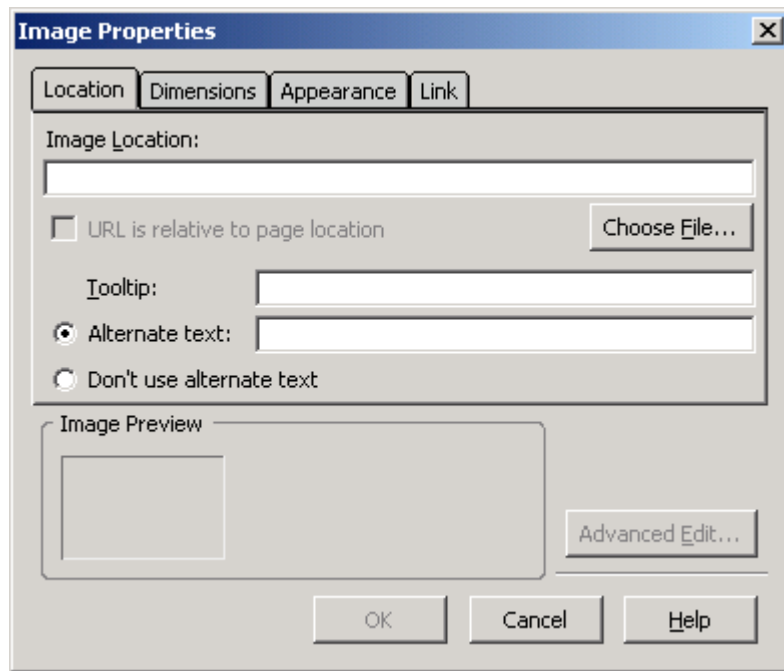 Image Properties
Location Dimensions Appearance Link
Image Location:
URL is relative to page location Choose File...
Tooltip:
Alternate text:
Don't use alternate text
Image Preview
Advanced Edit...
OK Cancel Help